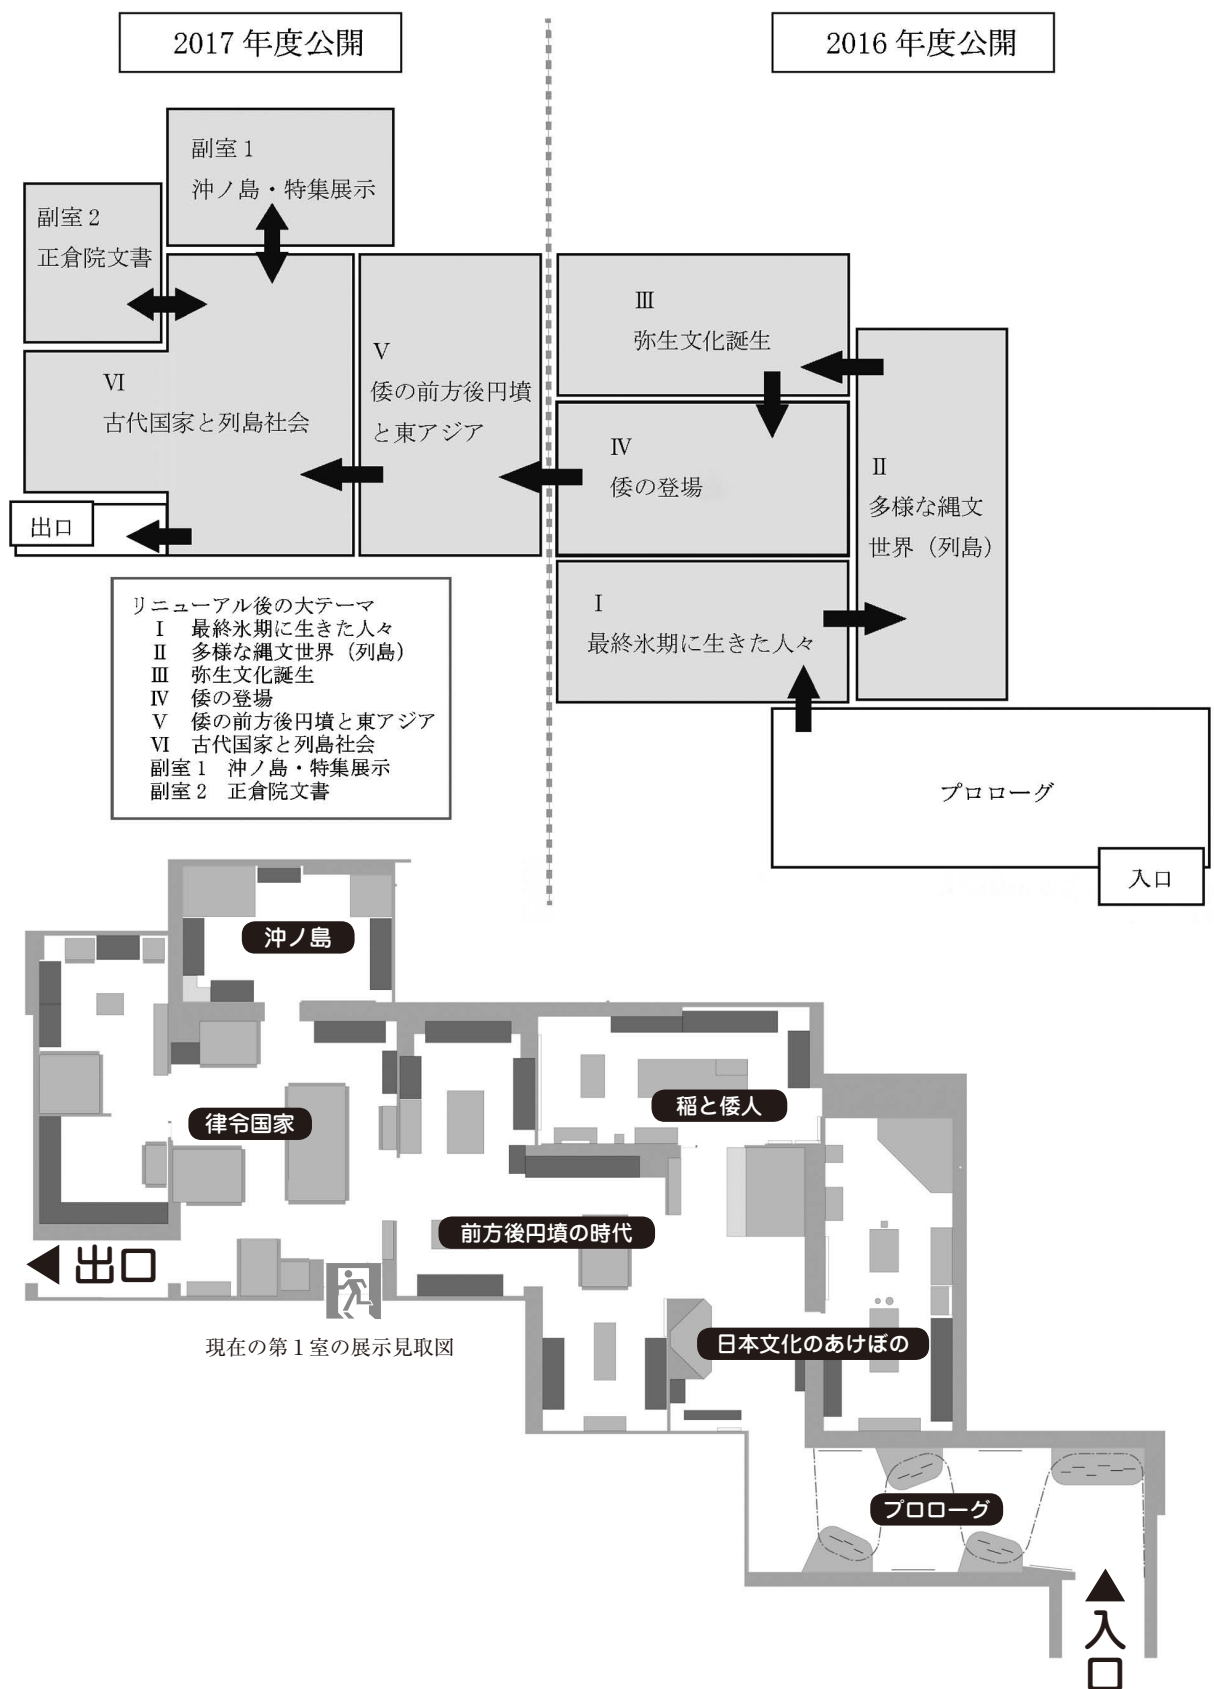 2017 年度公開
2016 年度公開
副室 1
沖ノ島・特集展示
副室 2
正倉院文書
Ⅵ
古代国家と列島社会
Ⅴ
倭の前方後円墳
と東アジア
Ⅲ
弥生文化誕生
Ⅳ
倭の登場
Ⅱ
多様な縄文
世界（列島）
Ⅰ
最終氷期に生きた人々
出口
プロローグ
入口
リニューアル後の大テーマ
Ⅰ 最終氷期に生きた人々
Ⅱ 多様な縄文世界（列島）
Ⅲ 弥生文化誕生
Ⅳ 倭の登場
Ⅴ 倭の前方後円墳と東アジア
Ⅵ 古代国家と列島社会
副室 1 沖ノ島・特集展示
副室 2 正倉院文書
沖ノ島
稲と倭人
律令国家
前方後円墳の時代
出口
日本文化のあけぼの
現在の第 1 室の展示見取図
プロローグ
入口